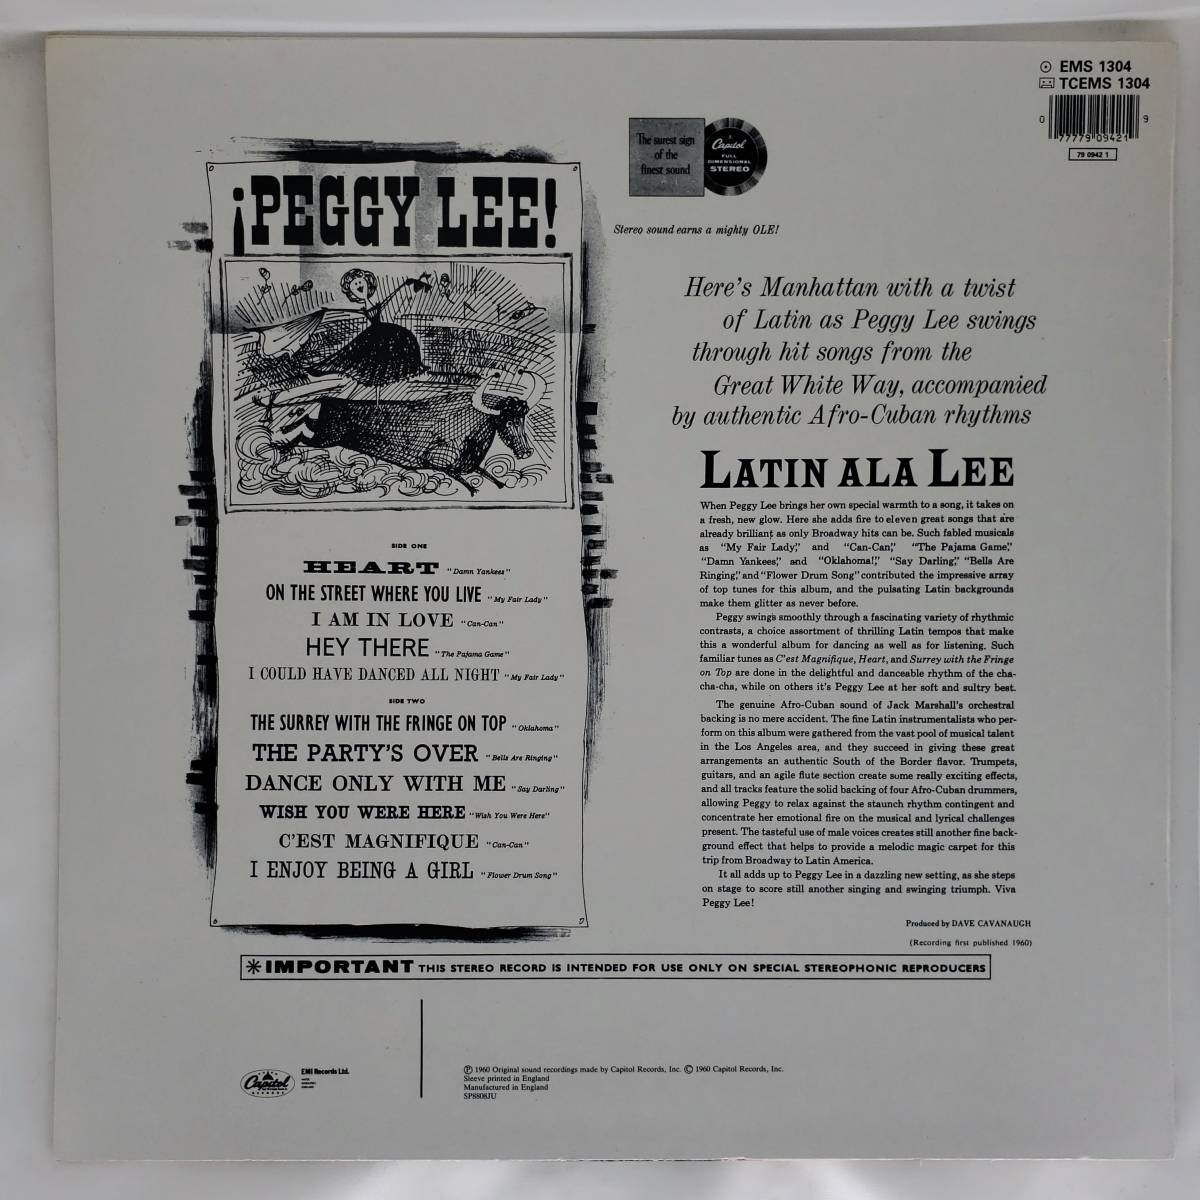 ⊙ EMS 1304
TCEMS 1304
0 77779 09421 9
79 0942 1
The surest sign
of the
finest sound
Capitol
FULL
DIMENSIONAL
STEREO
Stereo sound earns a mighty OLE!
¡PEGGY LEE!
SIDE ONE
HEART "Damn Yankees"
ON THE STREET WHERE YOU LIVE "My Fair Lady"
I AM IN LOVE "Can-Can"
HEY THERE "The Pajama Game"
I COULD HAVE DANCED ALL NIGHT "My Fair Lady"
SIDE TWO
THE SURREY WITH THE FRINGE ON TOP "Oklahoma"
THE PARTY'S OVER "Bells Are Ringing"
DANCE ONLY WITH ME "Say Darling"
WISH YOU WERE HERE "Wish You Were Here"
C'EST MAGNIFIQUE "Can-Can"
I ENJOY BEING A GIRL "Flower Drum Song"
Here's Manhattan with a twist
of Latin as Peggy Lee swings
through hit songs from the
Great White Way, accompanied
by authentic Afro-Cuban rhythms
LATIN ALA LEE
When Peggy Lee brings her own special warmth to a song, it takes on
a fresh, new glow. Here she adds fire to eleven great songs that are
already brilliant as only Broadway hits can be. Such fabled musicals
as "My Fair Lady," and "Can-Can," "The Pajama Game,"
"Damn Yankees," and "Oklahoma!," "Say Darling," "Bells Are
Ringing," and "Flower Drum Song" contributed the impressive array
of top tunes for this album, and the pulsating Latin backgrounds
make them glitter as never before.
Peggy swings smoothly through a fascinating variety of rhythmic
contrasts, a choice assortment of thrilling Latin tempos that make
this a wonderful album for dancing as well as for listening. Such
familiar tunes as C'est Magnifique, Heart, and Surrey with the Fringe
on Top are done in the delightful and danceable rhythm of the cha-
cha-cha, while on others it's Peggy Lee at her soft and sultry best.
The genuine Afro-Cuban sound of Jack Marshall's orchestral
backing is no mere accident. The fine Latin instrumentalists who per-
form on this album were gathered from the vast pool of musical talent
in the Los Angeles area, and they succeed in giving these great
arrangements an authentic South of the Border flavor. Trumpets,
guitars, and an agile flute section create some really exciting effects,
and all tracks feature the solid backing of four Afro-Cuban drummers,
allowing Peggy to relax against the staunch rhythm contingent and
concentrate her emotional fire on the musical and lyrical challenges
present. The tasteful use of male voices creates still another fine back-
ground effect that helps to provide a melodic magic carpet for this
trip from Broadway to Latin America.
It all adds up to Peggy Lee in a dazzling new setting, as she steps
on stage to score still another singing and swinging triumph. Viva
Peggy Lee!
Produced by DAVE CAVANAUGH
(Recording first published 1960)
*IMPORTANT THIS STEREO RECORD IS INTENDED FOR USE ONLY ON SPECIAL STEREOPHONIC REPRODUCERS
Capitol
RECORDS
EMI Records Ltd.
℗ 1960 Original sound recordings made by Capitol Records, Inc. © 1960 Capitol Records, Inc.
Sleeve printed in England
Manufactured in England
SP8808JU